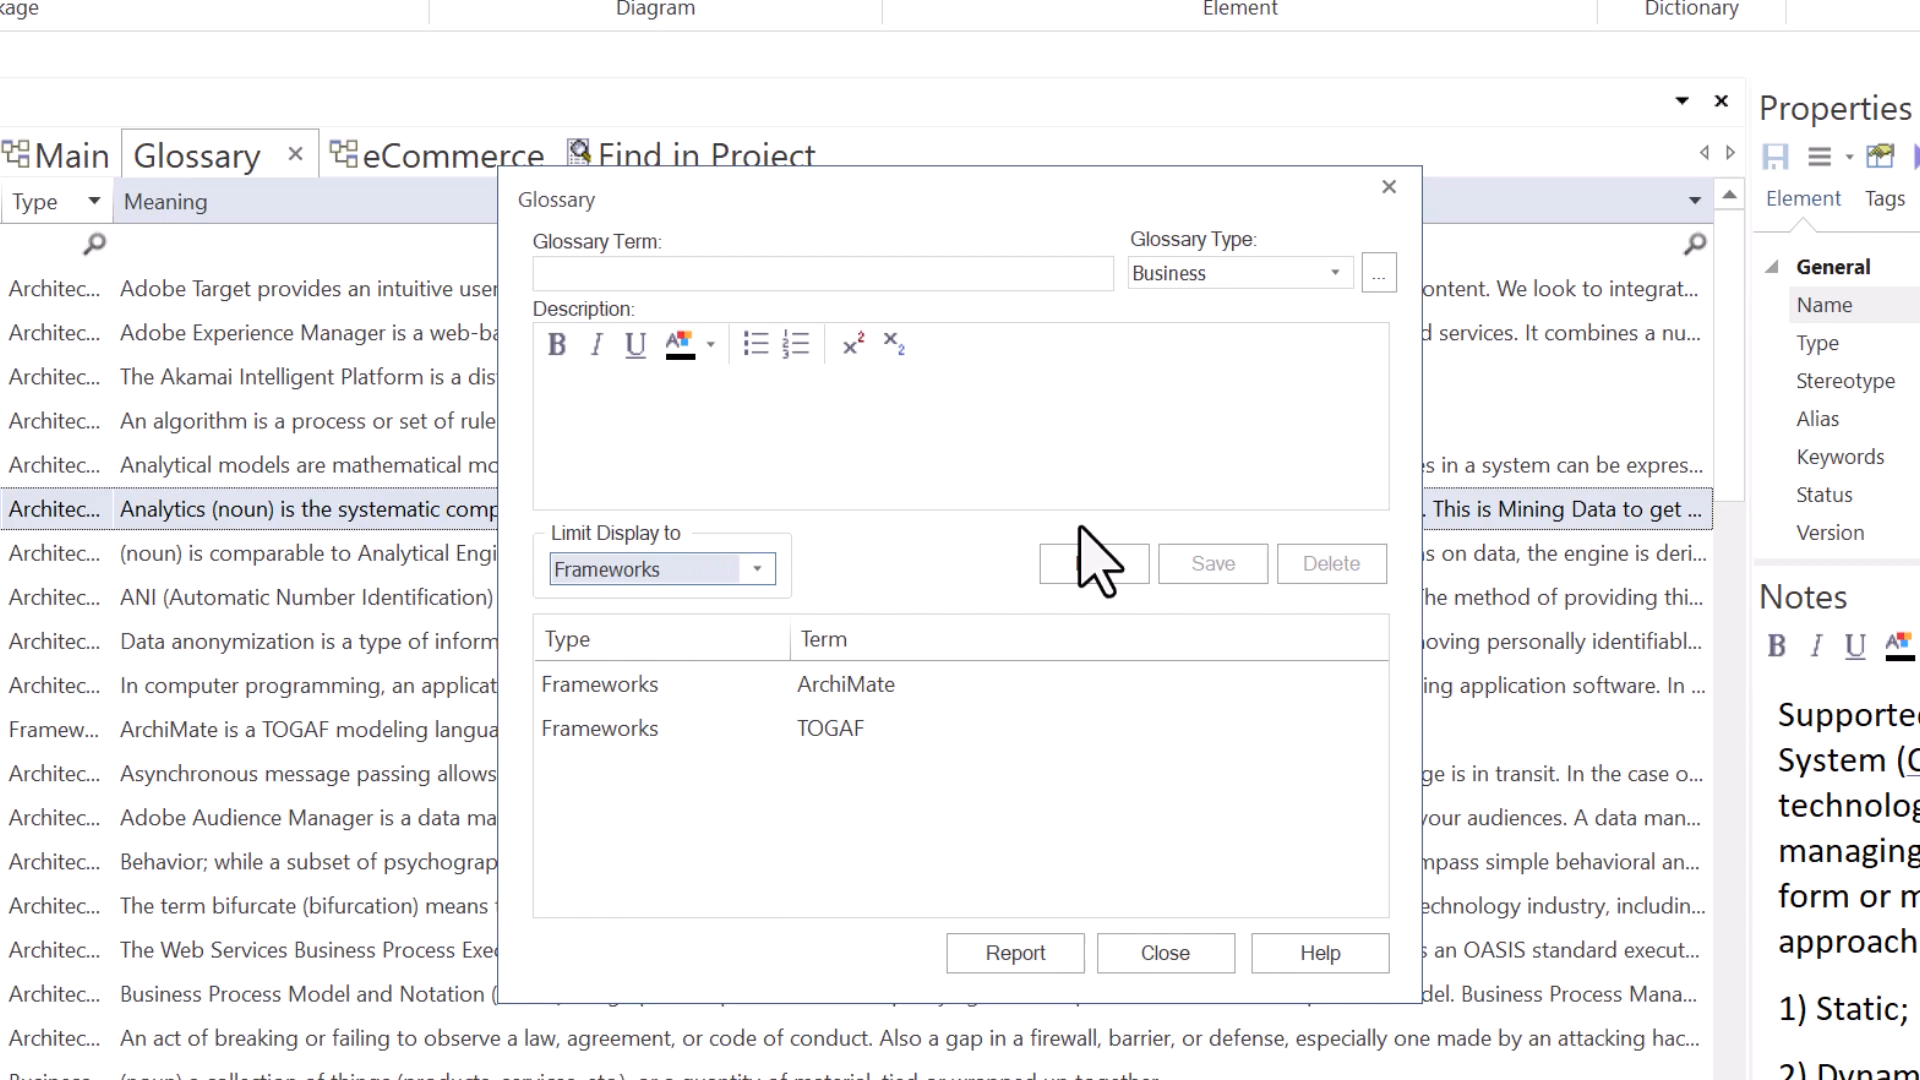 kage
Diagram
Element
Dictionary
Main
Glossary
eCommerce
Find in Project
Type
Meaning
Architec... Adobe Target provides an intuitive user
ontent. We look to integrat...
Architec... Adobe Experience Manager is a web-ba
d services. It combines a nu...
Architec... The Akamai Intelligent Platform is a dis
Architec... An algorithm is a process or set of rule
Architec... Analytical models are mathematical mo
s in a system can be expres...
Architec... Analytics (noun) is the systematic comp
. This is Mining Data to get ...
Architec... (noun) is comparable to Analytical Engi
s on data, the engine is deri...
Architec... ANI (Automatic Number Identification)
he method of providing thi...
Architec... Data anonymization is a type of inform
oving personally identifiabl...
Architec... In computer programming, an applicat
ing application software. In ...
Framew... ArchiMate is a TOGAF modeling langua
Architec... Asynchronous message passing allows
ge is in transit. In the case o...
Architec... Adobe Audience Manager is a data ma
your audiences. A data man...
Architec... Behavior; while a subset of psychograp
mpass simple behavioral an...
Architec... The term bifurcate (bifurcation) means
echnology industry, includin...
Architec... The Web Services Business Process Exe
s an OASIS standard execut...
Architec... Business Process Model and Notation (
del. Business Process Mana...
Architec... An act of breaking or failing to observe a law, agreement, or code of conduct. Also a gap in a firewall, barrier, or defense, especially one made by an attacking hac...
Glossary
Glossary Term:
Glossary Type:
Business
...
Description:
B I U A x2 x2
Limit Display to
Frameworks
Save
Delete
Type Term
Frameworks ArchiMate
Frameworks TOGAF
Report
Close
Help
Properties
Element Tags
General
Name
Type
Stereotype
Alias
Keywords
Status
Version
Notes
B I U A
Supported
System (
technolog
managing
form or m
approach
1) Static;
2) Dynam